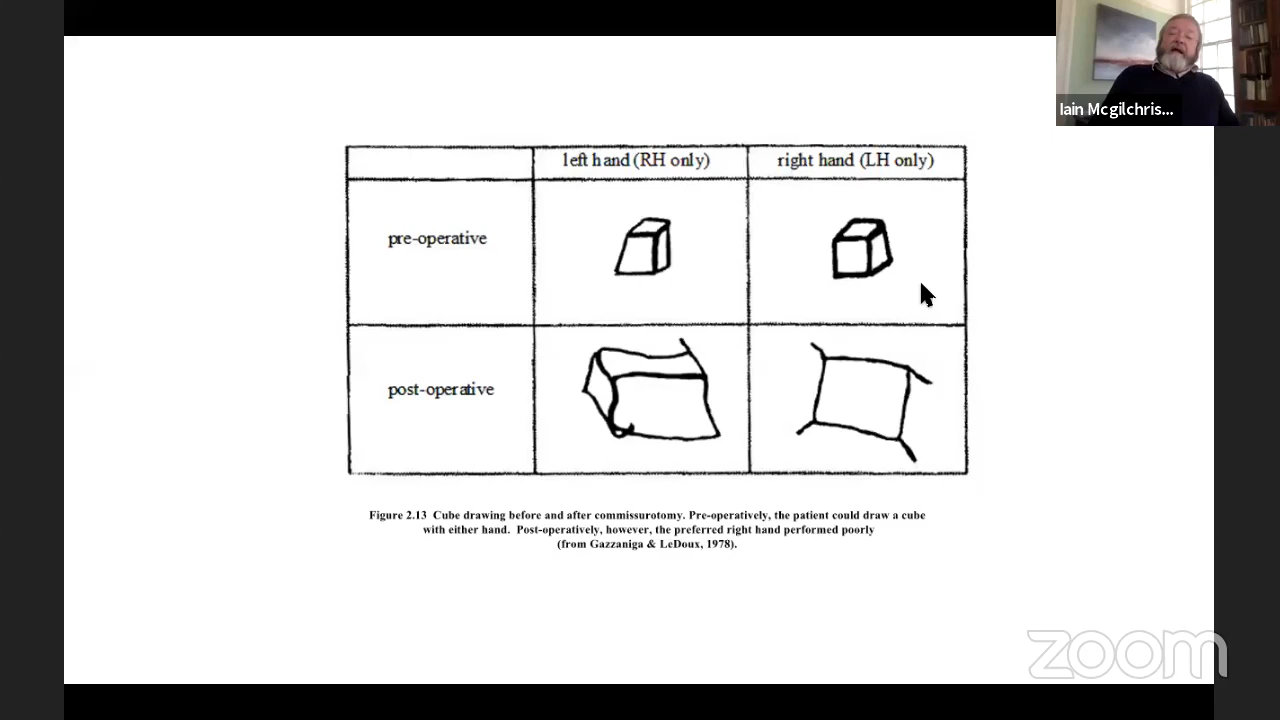 Iain Mcgilchris...
left hand (RH only)
right hand (LH only)
pre-operative
post-operative
Figure 2.13 Cube drawing before and after commissurotomy. Pre-operatively, the patient could draw a cube
with either hand. Post-operatively, however, the preferred right hand performed poorly
(from Gazzaniga & LeDoux, 1978).
zoom